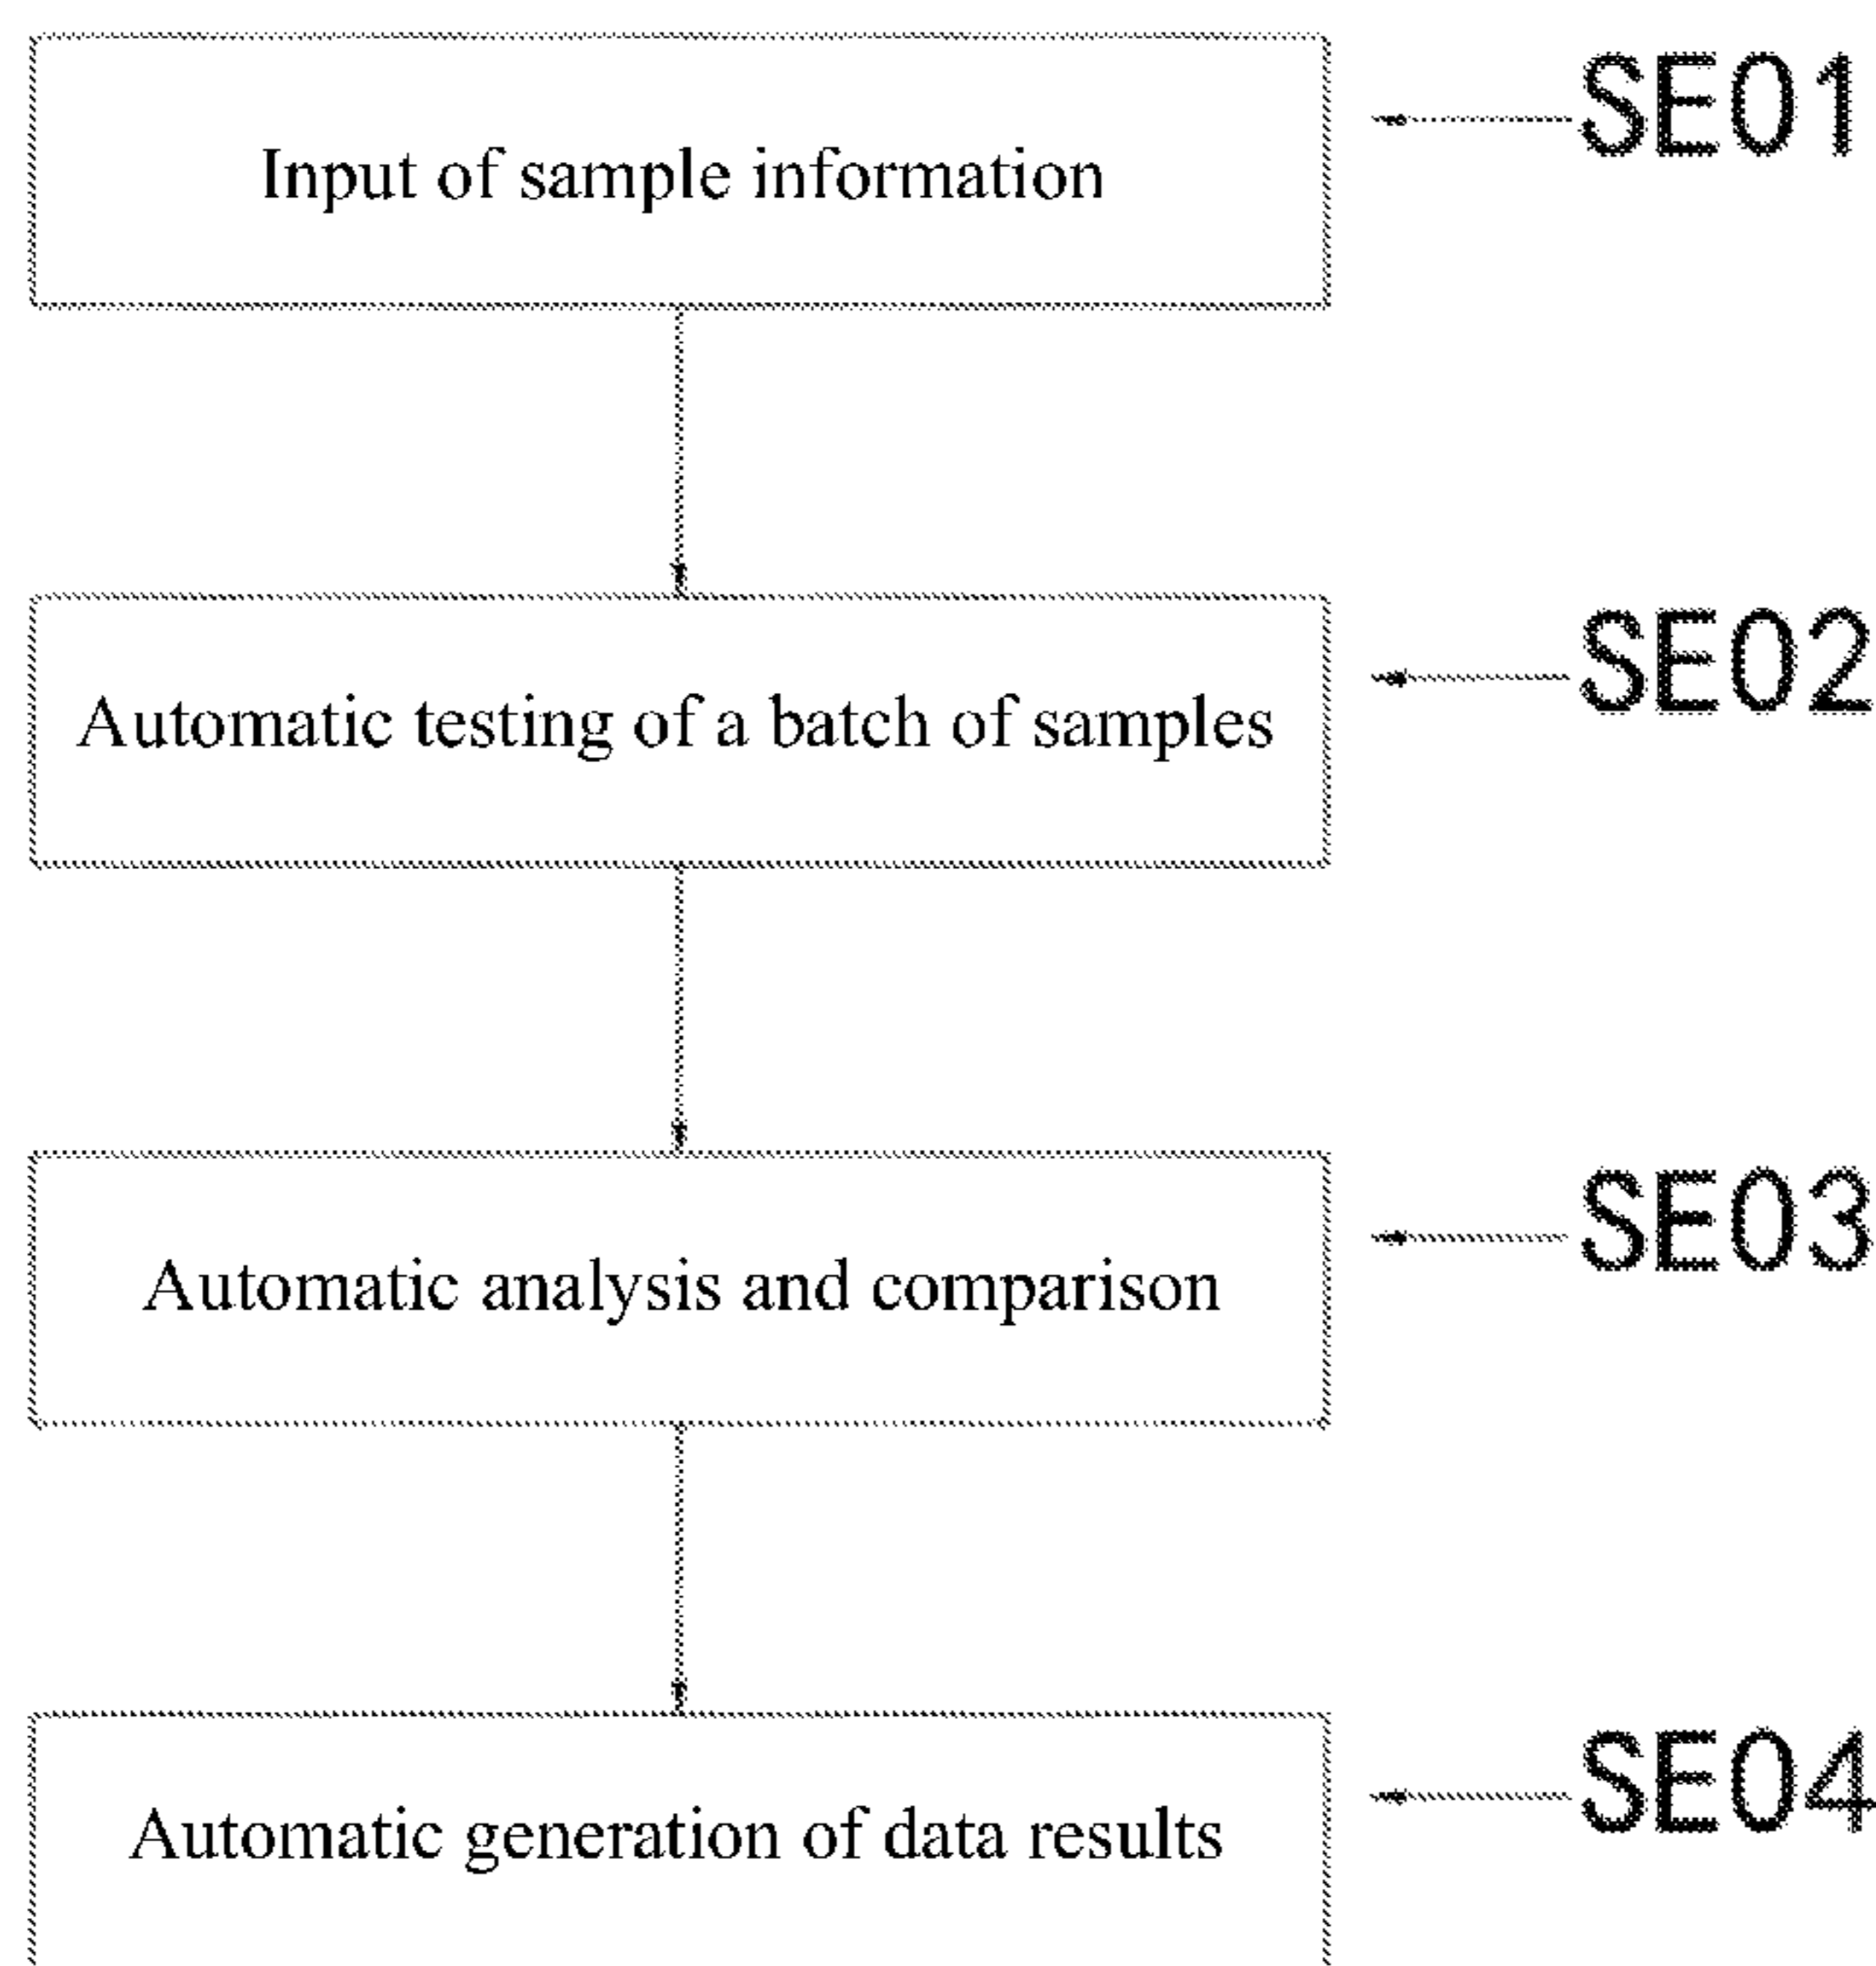 Input of sample information
SE01
Automatic testing of a batch of samples
SE02
Automatic analysis and comparison
SE03
Automatic generation of data results
SE04